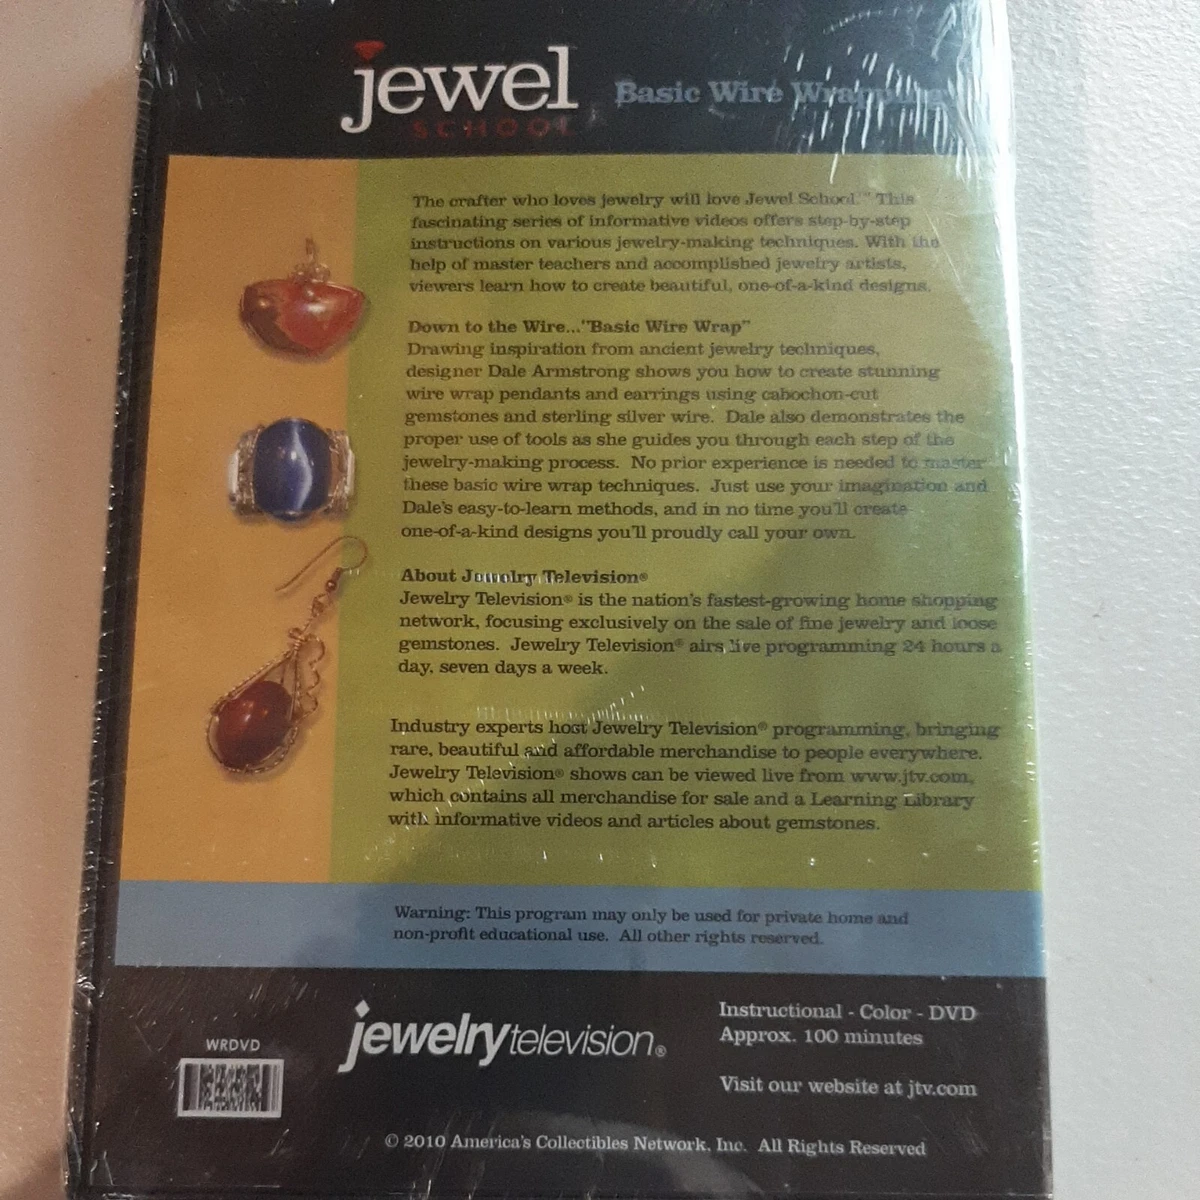 jewel
SCHOOL
Basic Wire Wrapping
The crafter who loves jewelry will love Jewel School.™ This
fascinating series of informative videos offers step-by-step
instructions on various jewelry-making techniques. With the
help of master teachers and accomplished jewelry artists,
viewers learn how to create beautiful, one-of-a-kind designs.
Down to the Wire..."Basic Wire Wrap"
Drawing inspiration from ancient jewelry techniques,
designer Dale Armstrong shows you how to create stunning
wire wrap pendants and earrings using cabochon-cut
gemstones and sterling silver wire. Dale also demonstrates the
proper use of tools as she guides you through each step of the
jewelry-making process. No prior experience is needed to master
these basic wire wrap techniques. Just use your imagination and
Dale's easy-to-learn methods, and in no time you'll create
one-of-a-kind designs you'll proudly call your own.
About Jewelry Television®
Jewelry Television® is the nation's fastest-growing home shopping
network, focusing exclusively on the sale of fine jewelry and loose
gemstones. Jewelry Television® airs live programming 24 hours a
day, seven days a week.
Industry experts host Jewelry Television® programming, bringing
rare, beautiful and affordable merchandise to people everywhere.
Jewelry Television® shows can be viewed live from www.jtv.com,
which contains all merchandise for sale and a Learning Library
with informative videos and articles about gemstones.
Warning: This program may only be used for private home and
non-profit educational use. All other rights reserved.
WRDVD
jewelrytelevision®
Instructional - Color - DVD
Approx. 100 minutes
Visit our website at jtv.com
© 2010 America's Collectibles Network, Inc. All Rights Reserved